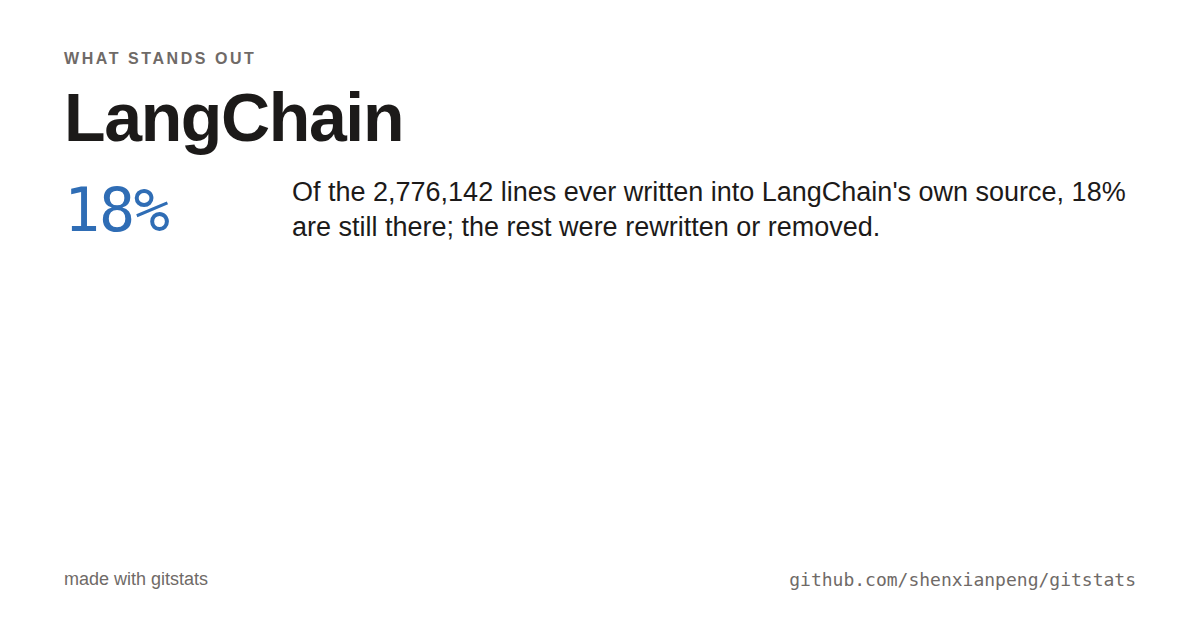 WHAT STANDS OUT
LangChain
18%
Of the 2,776,142 lines ever written into LangChain's own source, 18%
are still there; the rest were rewritten or removed.
made with gitstats
github.com/shenxianpeng/gitstats